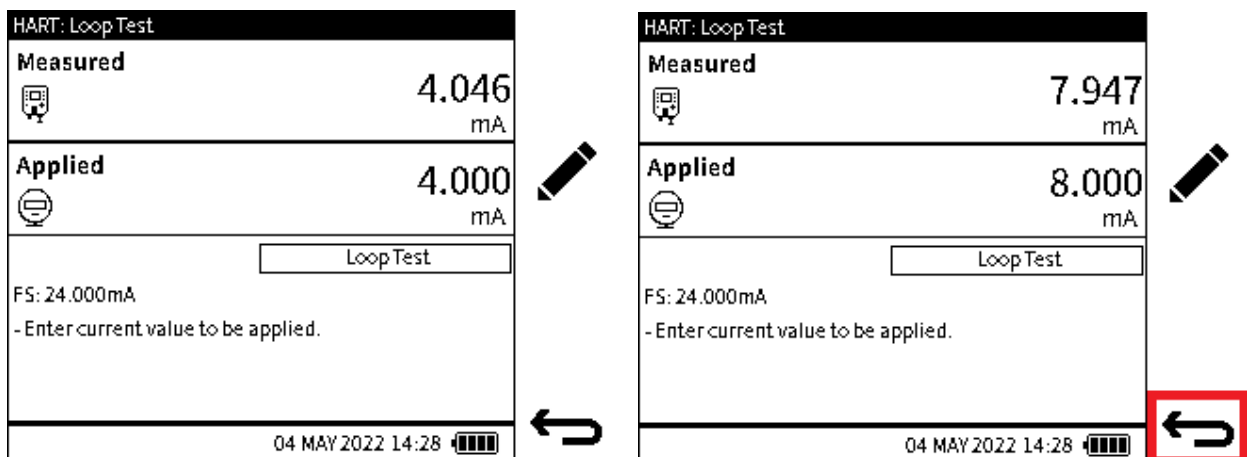 HART: Loop Test
Measured
4.046
mA
Applied
4.000
mA
Loop Test
FS: 24.000mA
- Enter current value to be applied.
04 MAY 2022 14:28
HART: Loop Test
Measured
7.947
mA
Applied
8.000
mA
Loop Test
FS: 24.000mA
- Enter current value to be applied.
04 MAY 2022 14:28